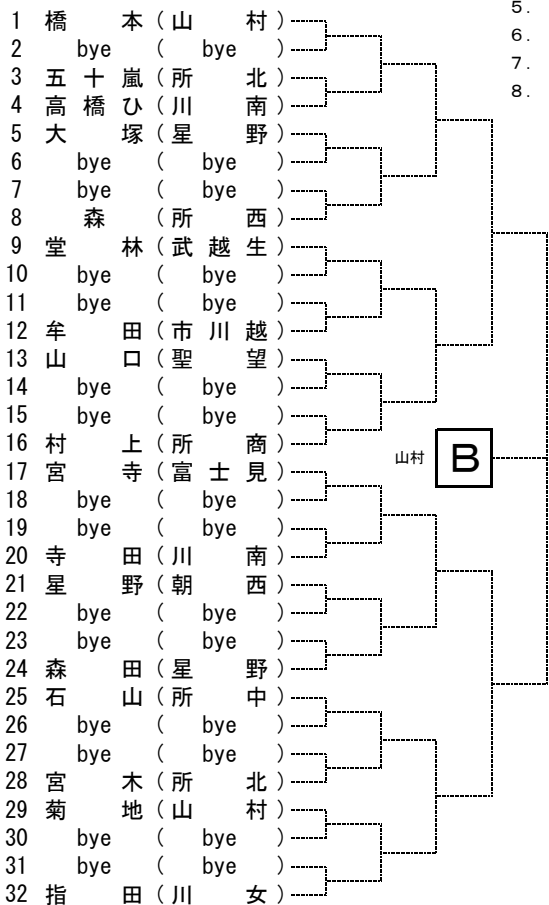 5.
1 橋 本 ( 山 村 )
6.
2 bye ( bye )
7.
3 五 十 嵐 ( 所 北 )
8.
4 高 橋 ひ ( 川 南 )
5 大 塚 ( 星 野 )
6 bye ( bye )
7 bye ( bye )
8 森 ( 所 西 )
9 堂 林 ( 武 越 生 )
10 bye ( bye )
11 bye ( bye )
12 牟 田 ( 市 川 越 )
13 山 口 ( 聖 望 )
14 bye ( bye )
15 bye ( bye )
16 村 上 ( 所 商 )
山村 B
17 宮 寺 ( 富 士 見 )
18 bye ( bye )
19 bye ( bye )
20 寺 田 ( 川 南 )
21 星 野 ( 朝 西 )
22 bye ( bye )
23 bye ( bye )
24 森 田 ( 星 野 )
25 石 山 ( 所 中 )
26 bye ( bye )
27 bye ( bye )
28 宮 木 ( 所 北 )
29 菊 地 ( 山 村 )
30 bye ( bye )
31 bye ( bye )
32 指 田 ( 川 女 )